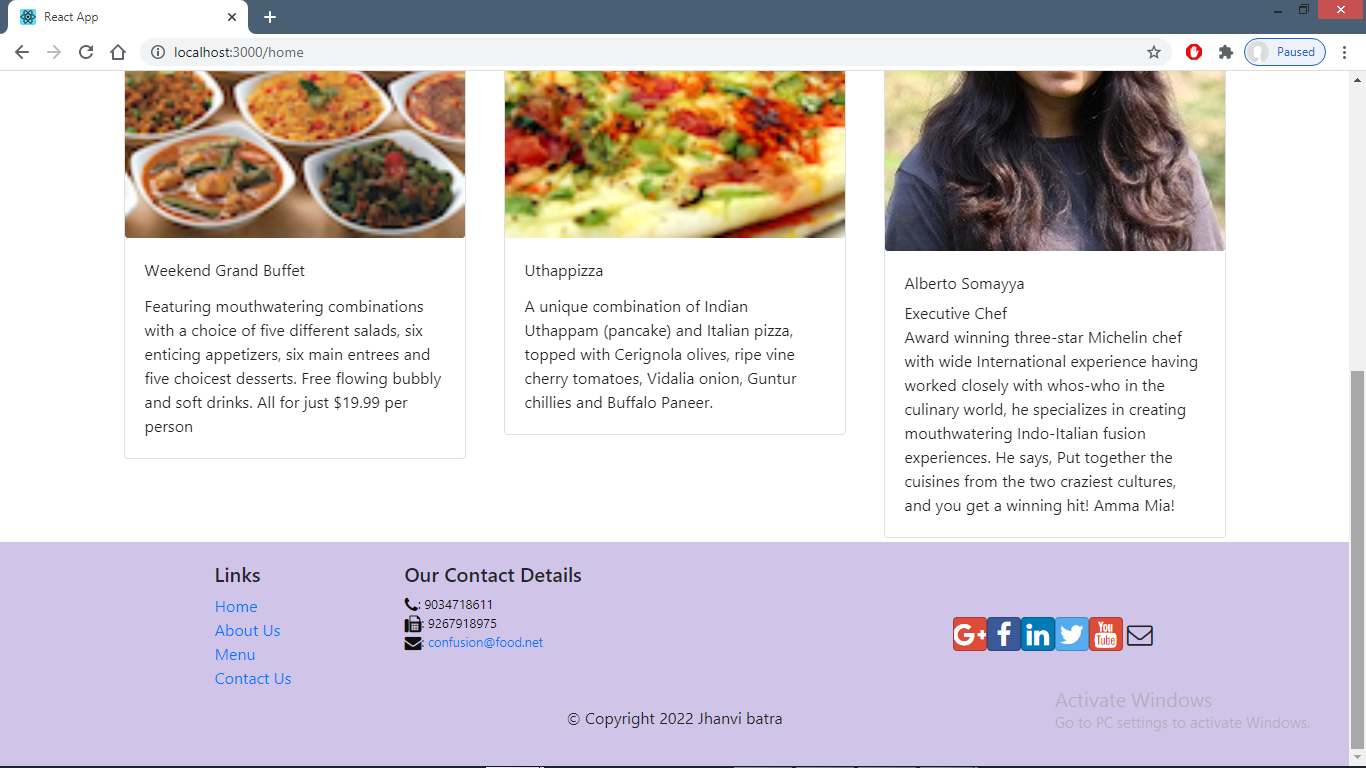 React App
localhost:3000/home
Paused
Weekend Grand Buffet
Featuring mouthwatering combinations
with a choice of five different salads, six
enticing appetizers, six main entrees and
five choicest desserts. Free flowing bubbly
and soft drinks. All for just $19.99 per
person
Uthappizza
A unique combination of Indian
Uthappam (pancake) and Italian pizza,
topped with Cerignola olives, ripe vine
cherry tomatoes, Vidalia onion, Guntur
chillies and Buffalo Paneer.
Alberto Somayya
Executive Chef
Award winning three-star Michelin chef
with wide International experience having
worked closely with whos-who in the
culinary world, he specializes in creating
mouthwatering Indo-Italian fusion
experiences. He says, Put together the
cuisines from the two craziest cultures,
and you get a winning hit! Amma Mia!
Links
Home
About Us
Menu
Contact Us
Our Contact Details
: 9034718611
: 9267918975
: confusion@food.net
G+ f in You Tube
© Copyright 2022 Jhanvi batra
Activate Windows
Go to PC settings to activate Windows.